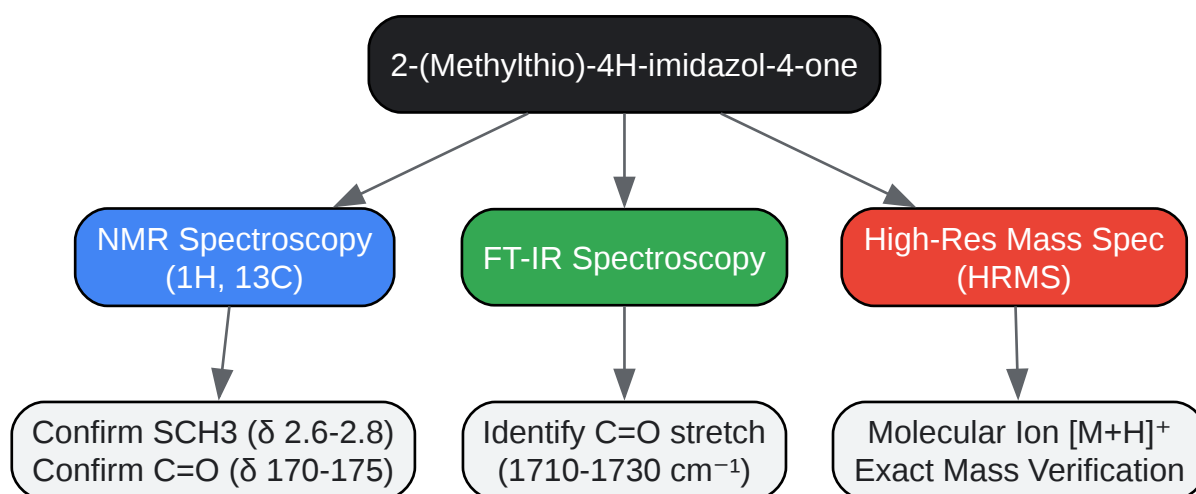 2-(Methylthio)-4H-imidazol-4-one
NMR Spectroscopy
(1H, 13C)
FT-IR Spectroscopy
High-Res Mass Spec
(HRMS)
Confirm SCH3 (δ 2.6-2.8)
Confirm C=O (δ 170-175)
Identify C=O stretch
(1710-1730 cm⁻¹)
Molecular Ion [M+H]⁺
Exact Mass Verification